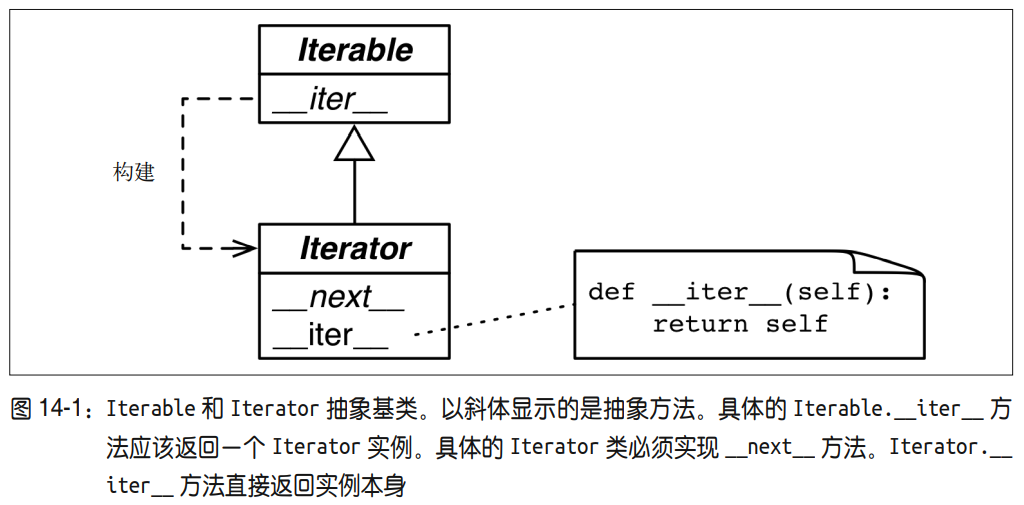 Iterable
__iter__
构建
Iterator
__next__
__iter__
def __iter__(self):
return self
图 14-1：Iterable 和 Iterator 抽象基类。以斜体显示的是抽象方法。具体的 Iterable.__iter__ 方
法应该返回一个 Iterator 实例。具体的 Iterator 类必须实现 __next__ 方法。Iterator.__
iter__ 方法直接返回实例本身